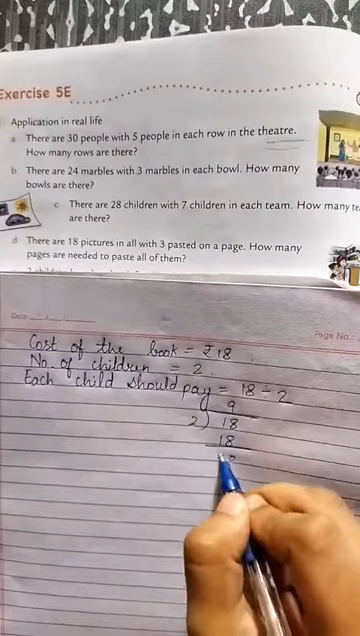 Exercise 5E
Application in real life
a There are 30 people with 5 people in each row in the theatre.
How many rows are there?
b There are 24 marbles with 3 marbles in each bowl. How many
bowls are there?
c There are 28 children with 7 children in each team. How many te
are there?
d There are 18 pictures in all with 3 pasted on a page. How many
pages are needed to paste all of them?
Date
Page No.:
Cost of the book = ₹ 18
No. of children = 2.
Each child should pay = 18 ÷ 2
9
2) 18
18
0